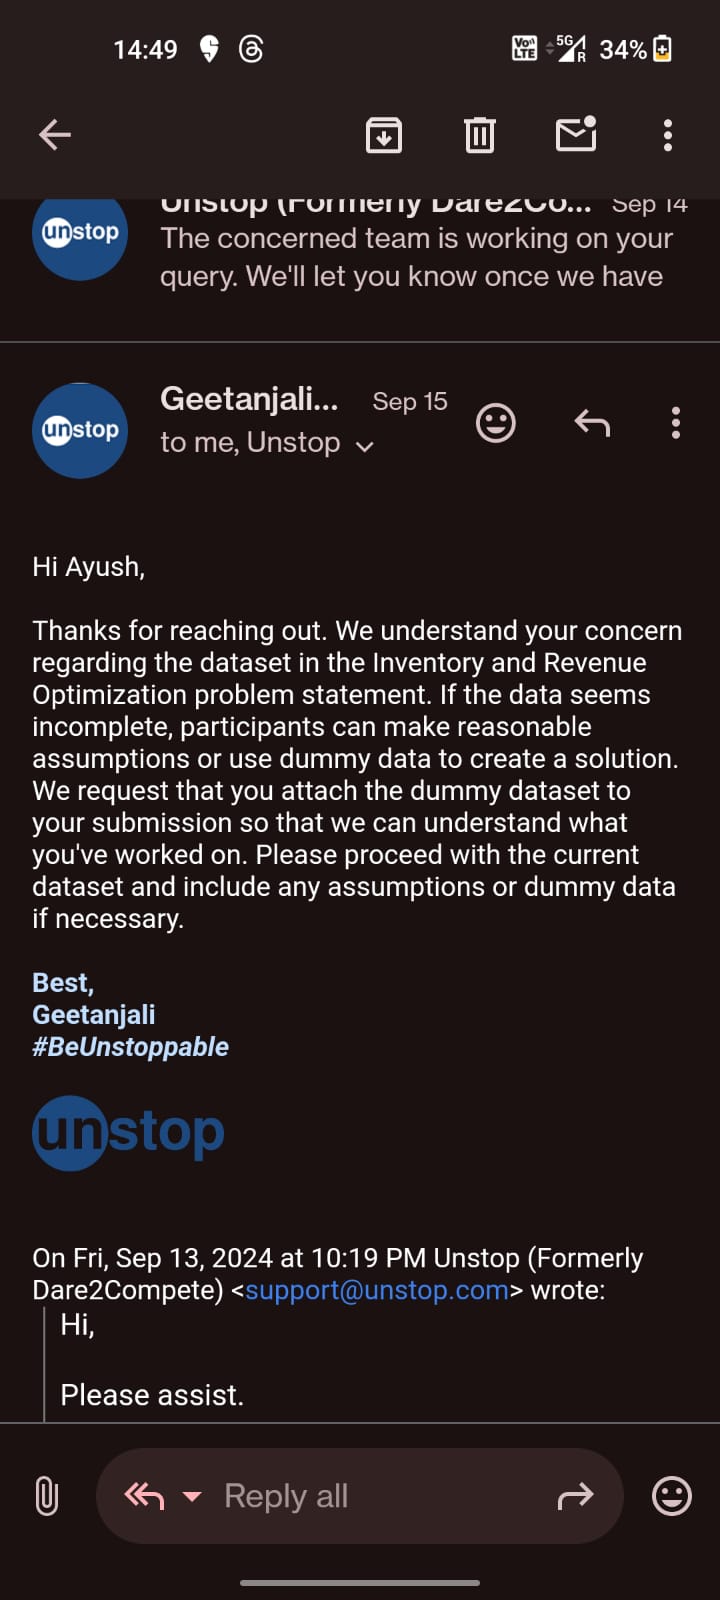 14:49
Vo LTE 5G R 34%
Unstop (Formerly Dare2Co... Sep 14
unstop
The concerned team is working on your
query. We'll let you know once we have
Geetanjali... Sep 15
unstop
to me, Unstop
Hi Ayush,
Thanks for reaching out. We understand your concern
regarding the dataset in the Inventory and Revenue
Optimization problem statement. If the data seems
incomplete, participants can make reasonable
assumptions or use dummy data to create a solution.
We request that you attach the dummy dataset to
your submission so that we can understand what
you've worked on. Please proceed with the current
dataset and include any assumptions or dummy data
if necessary.
Best,
Geetanjali
#BeUnstoppable
unstop
On Fri, Sep 13, 2024 at 10:19 PM Unstop (Formerly
Dare2Compete) <support@unstop.com> wrote:
Hi,
Please assist.
Reply all